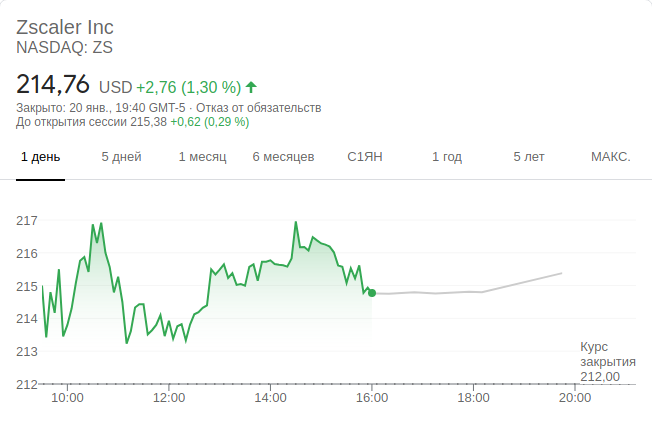 Zscaler Inc
NASDAQ: ZS
214,76 USD +2,76 (1,30 %)
Закрыто: 20 янв., 19:40 GMT-5 · Отказ от обязательств
До открытия сессии 215,38 +0,62 (0,29 %)
1 день 5 дней 1 месяц 6 месяцев С1ЯН 1 год 5 лет МАКС.
217
216
215
214
213
Курс
закрытия
212,00
212
10:00 12:00 14:00 16:00 18:00 20:00